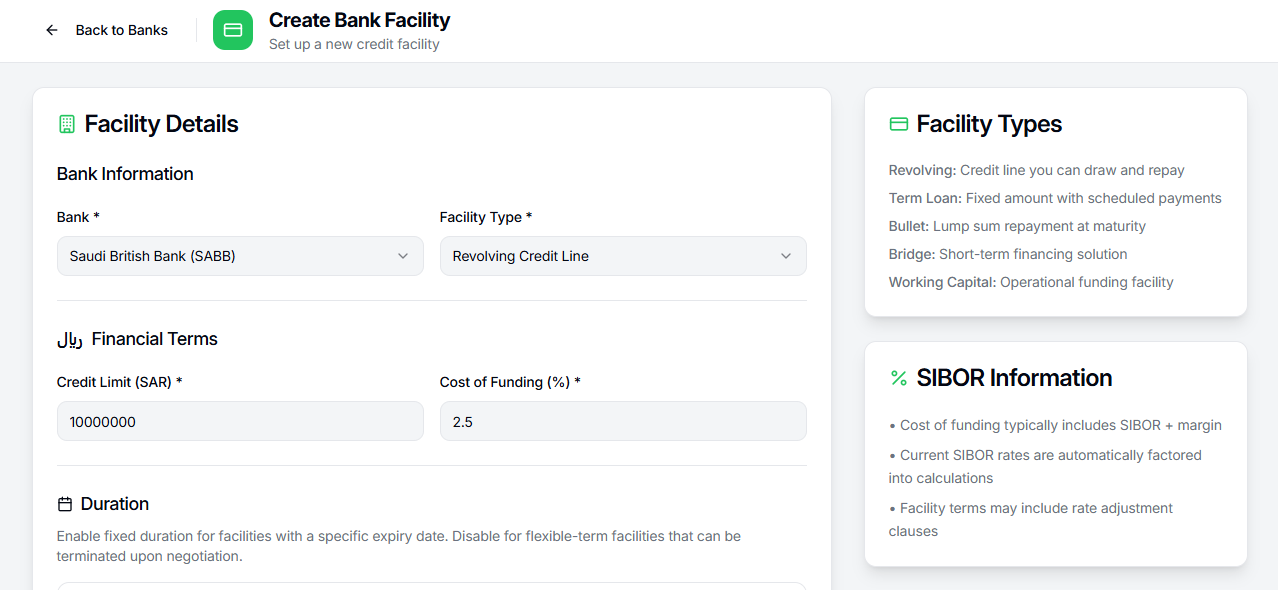 Back to Banks
Create Bank Facility
Set up a new credit facility
Facility Details
Bank Information
Bank *
Facility Type *
Saudi British Bank (SABB)
Revolving Credit Line
ريال Financial Terms
Credit Limit (SAR) *
Cost of Funding (%) *
10000000
2.5
Duration
Enable fixed duration for facilities with a specific expiry date. Disable for flexible-term facilities that can be
terminated upon negotiation.
Facility Types
Revolving: Credit line you can draw and repay
Term Loan: Fixed amount with scheduled payments
Bullet: Lump sum repayment at maturity
Bridge: Short-term financing solution
Working Capital: Operational funding facility
% SIBOR Information
• Cost of funding typically includes SIBOR + margin
• Current SIBOR rates are automatically factored
into calculations
• Facility terms may include rate adjustment
clauses